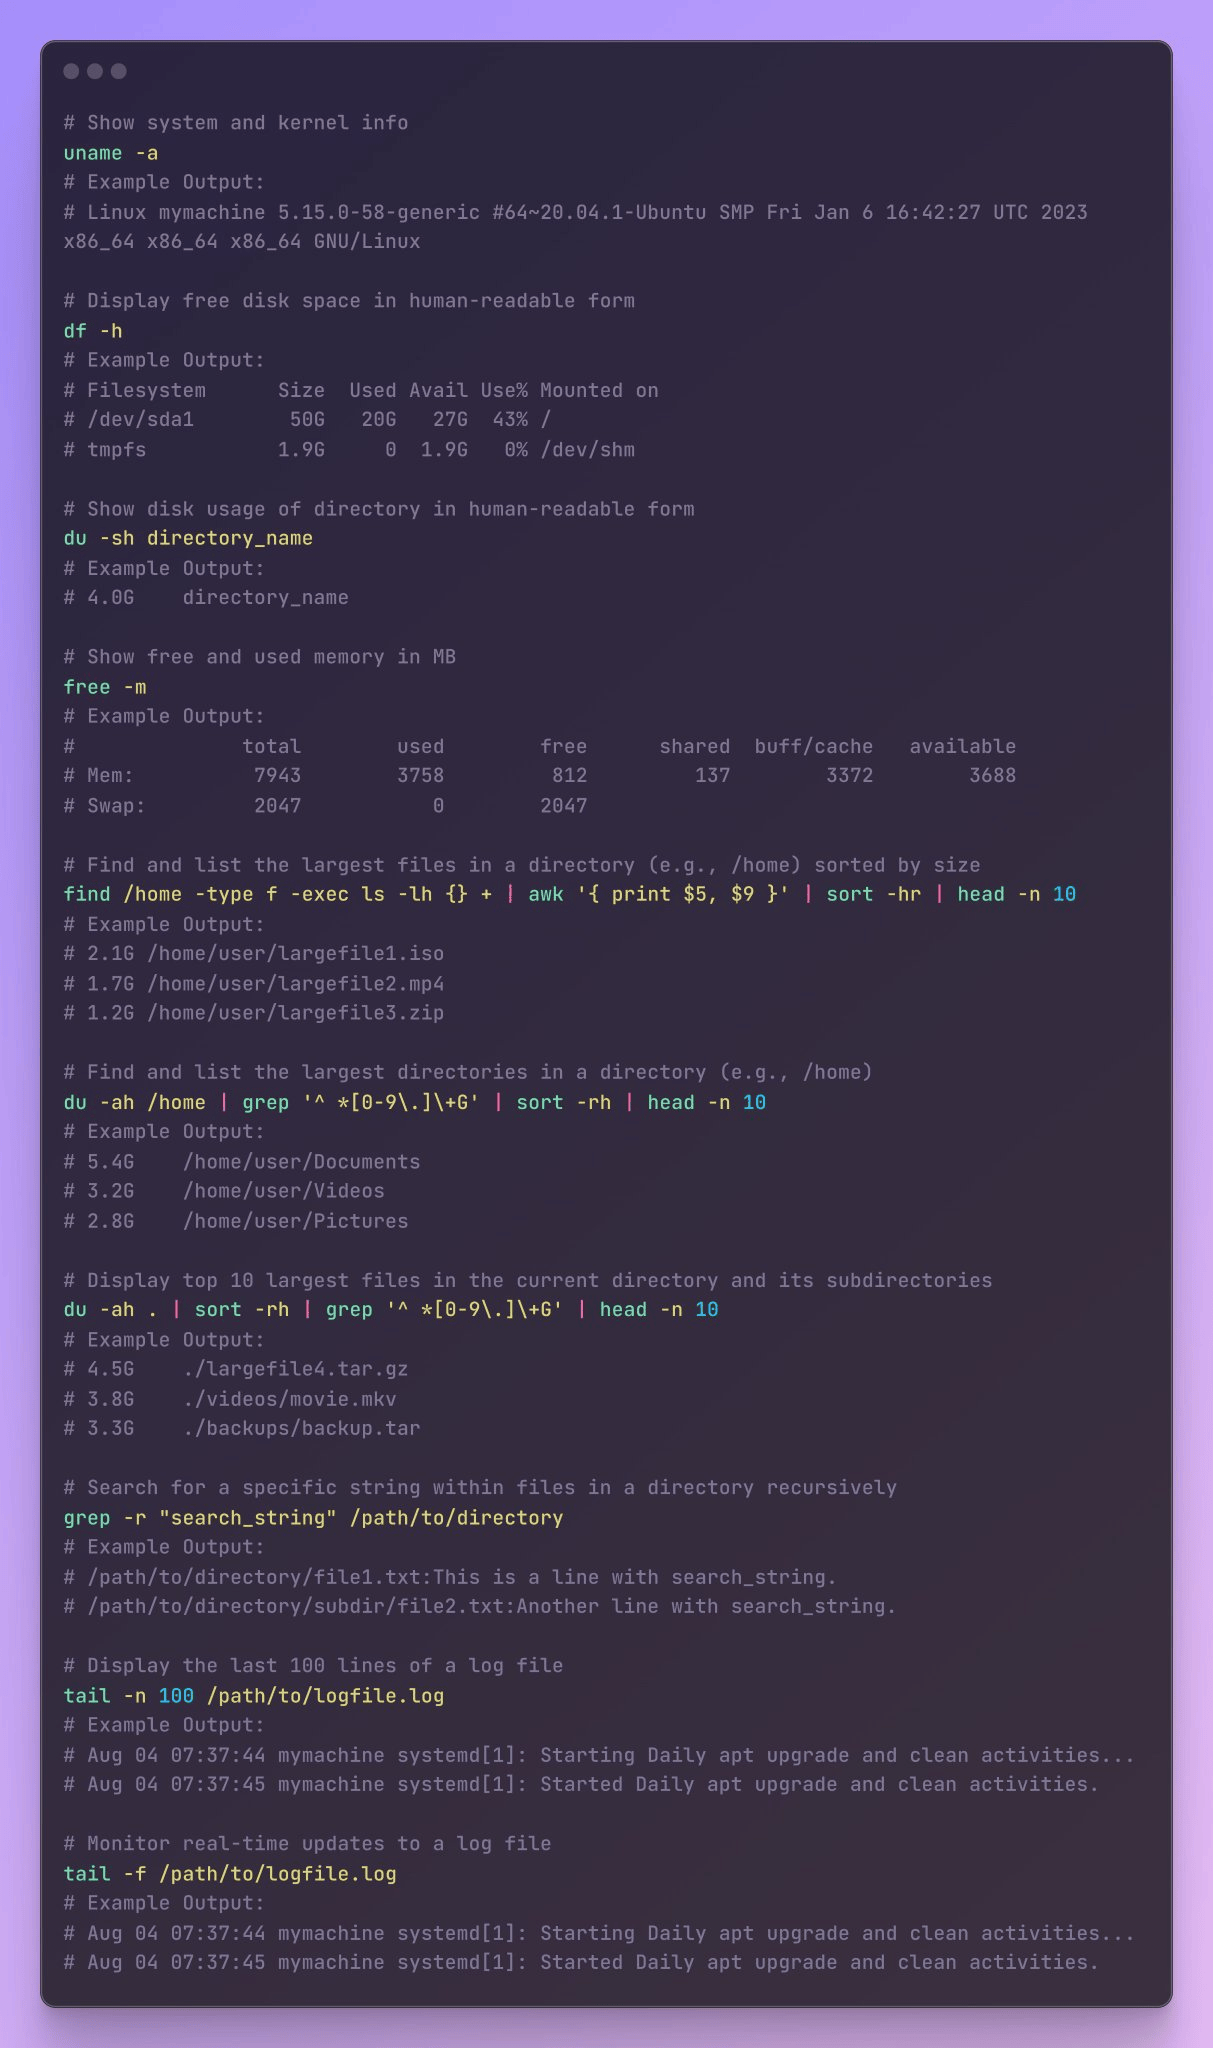 # Show system and kernel info
uname -a
# Example Output:
# Linux mymachine 5.15.0-58-generic #64~20.04.1-Ubuntu SMP Fri Jan 6 16:42:27 UTC 2023
x86_64 x86_64 x86_64 GNU/Linux

# Display free disk space in human-readable form
df -h
# Example Output:
# Filesystem      Size  Used Avail Use% Mounted on
# /dev/sda1        50G   20G   27G  43% /
# tmpfs           1.9G     0  1.9G   0% /dev/shm

# Show disk usage of directory in human-readable form
du -sh directory_name
# Example Output:
# 4.0G    directory_name

# Show free and used memory in MB
free -m
# Example Output:
#              total        used        free      shared  buff/cache   available
# Mem:          7943        3758         812         137        3372        3688
# Swap:         2047           0        2047

# Find and list the largest files in a directory (e.g., /home) sorted by size
find /home -type f -exec ls -lh {} + | awk '{ print $5, $9 }' | sort -hr | head -n 10
# Example Output:
# 2.1G /home/user/largefile1.iso
# 1.7G /home/user/largefile2.mp4
# 1.2G /home/user/largefile3.zip

# Find and list the largest directories in a directory (e.g., /home)
du -ah /home | grep '^ *[0-9\.]\+G' | sort -rh | head -n 10
# Example Output:
# 5.4G    /home/user/Documents
# 3.2G    /home/user/Videos
# 2.8G    /home/user/Pictures

# Display top 10 largest files in the current directory and its subdirectories
du -ah . | sort -rh | grep '^ *[0-9\.]\+G' | head -n 10
# Example Output:
# 4.5G    ./largefile4.tar.gz
# 3.8G    ./videos/movie.mkv
# 3.3G    ./backups/backup.tar

# Search for a specific string within files in a directory recursively
grep -r "search_string" /path/to/directory
# Example Output:
# /path/to/directory/file1.txt:This is a line with search_string.
# /path/to/directory/subdir/file2.txt:Another line with search_string.

# Display the last 100 lines of a log file
tail -n 100 /path/to/logfile.log
# Example Output:
# Aug 04 07:37:44 mymachine systemd[1]: Starting Daily apt upgrade and clean activities...
# Aug 04 07:37:45 mymachine systemd[1]: Started Daily apt upgrade and clean activities.

# Monitor real-time updates to a log file
tail -f /path/to/logfile.log
# Example Output:
# Aug 04 07:37:44 mymachine systemd[1]: Starting Daily apt upgrade and clean activities...
# Aug 04 07:37:45 mymachine systemd[1]: Started Daily apt upgrade and clean activities.